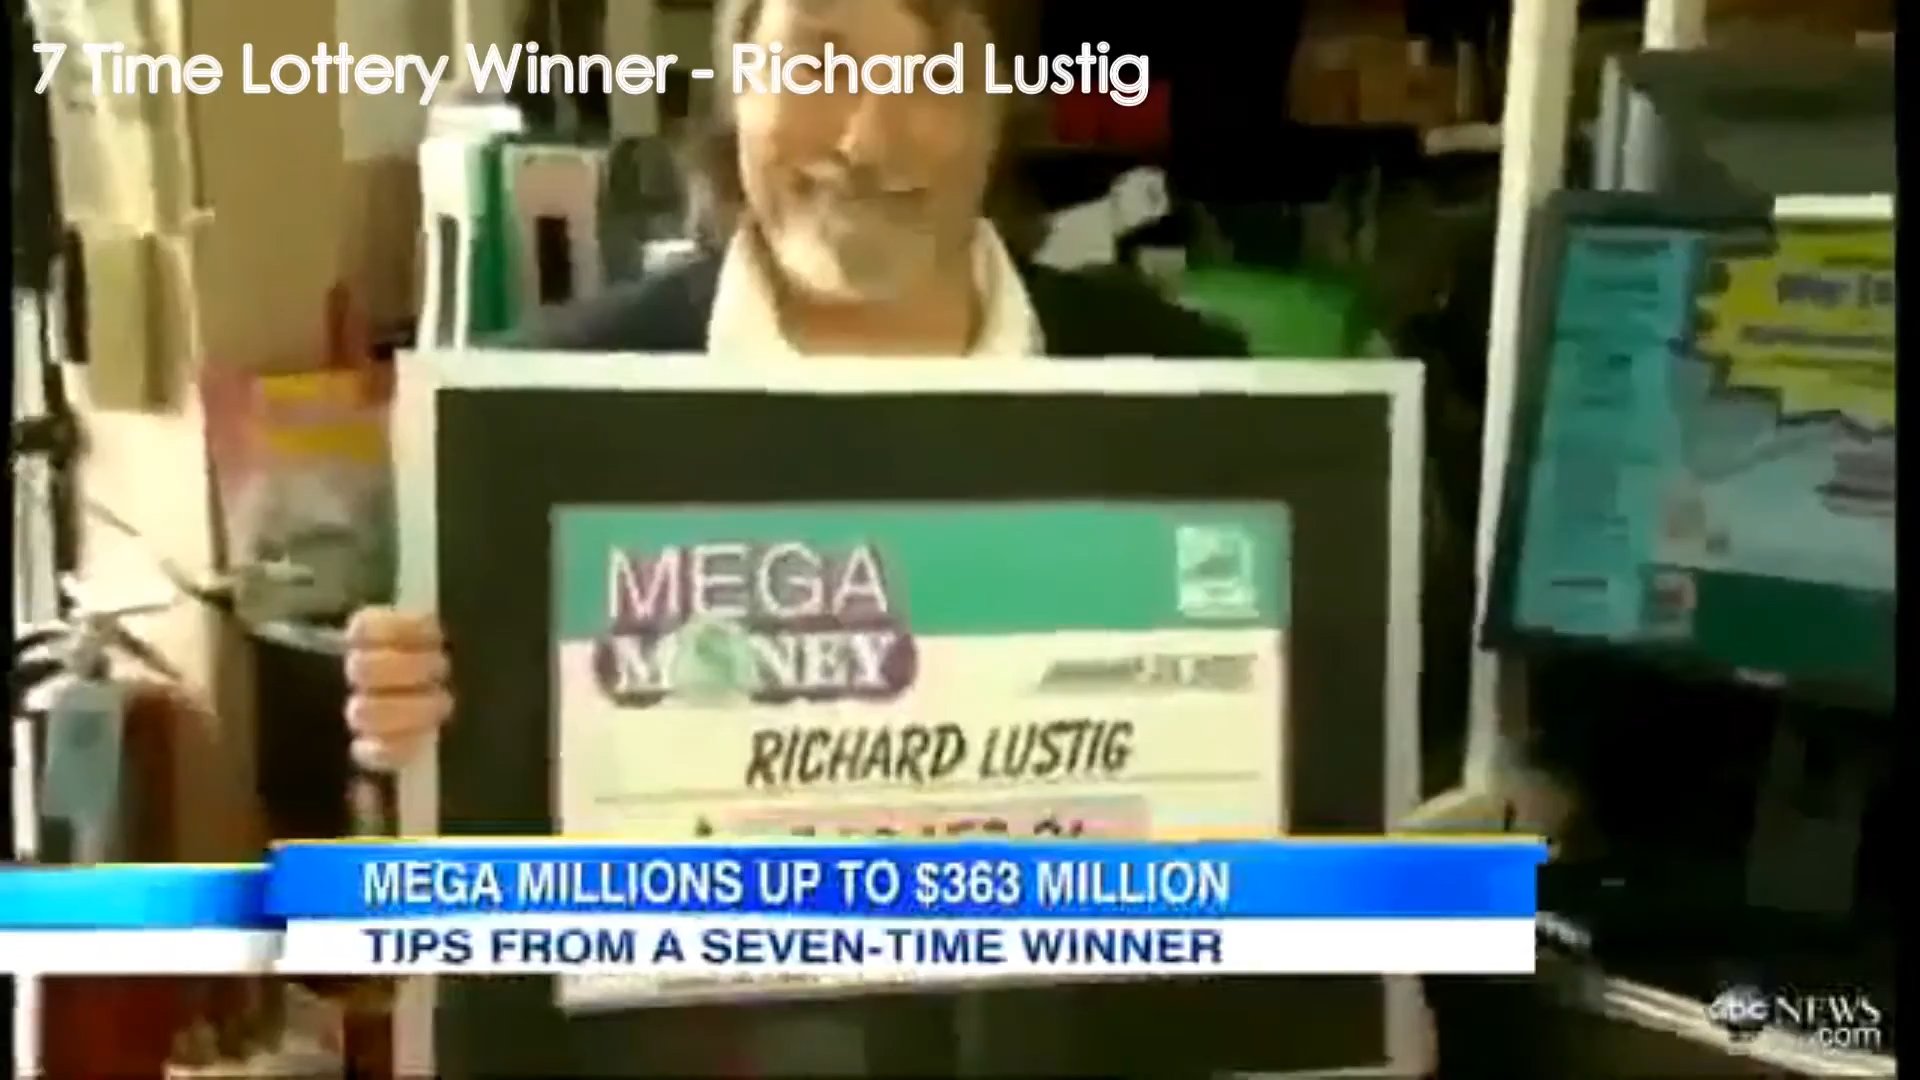 7 Time Lottery Winner - Richard Lustig
MEGA
MONEY
RICHARD LUSTIG
MEGA MILLIONS UP TO $363 MILLION
TIPS FROM A SEVEN-TIME WINNER
abc NEWS
.com